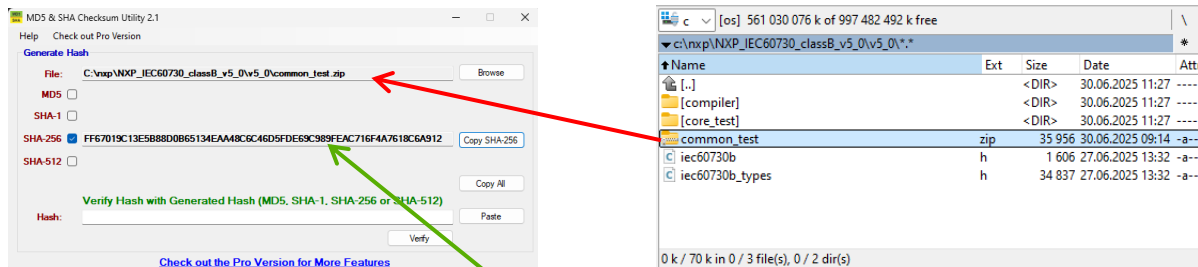 MD5 & SHA Checksum Utility 2.1
Help Check out Pro Version
Generate Hash
File: C:\nxp\NXP_IEC60730_classB_v5_0\v5_0\common_test.zip Browse
MD5
SHA-1
SHA-256 FF67019C13E5B88D0B65134EAA48C6C46D5FDE69C989FEAC716F4A7618C6A912 Copy SHA-256
SHA-512
Copy All
Verify Hash with Generated Hash (MD5, SHA-1, SHA-256 or SHA-512)
Hash: Paste
Verify
Check out the Pro Version for More Features
c [os] 561 030 076 k of 997 482 492 k free \
c:\nxp\NXP_IEC60730_classB_v5_0\v5_0\*.* *
Name Ext Size Date Att
[..] <DIR> 30.06.2025 11:27 ----
[compiler] <DIR> 30.06.2025 11:27 ----
[core_test] <DIR> 30.06.2025 11:27 ----
common_test zip 35 956 30.06.2025 09:14 -a--
iec60730b h 1 606 27.06.2025 13:32 -a--
iec60730b_types h 34 837 27.06.2025 13:32 -a--
0 k / 70 k in 0 / 3 file(s), 0 / 2 dir(s)